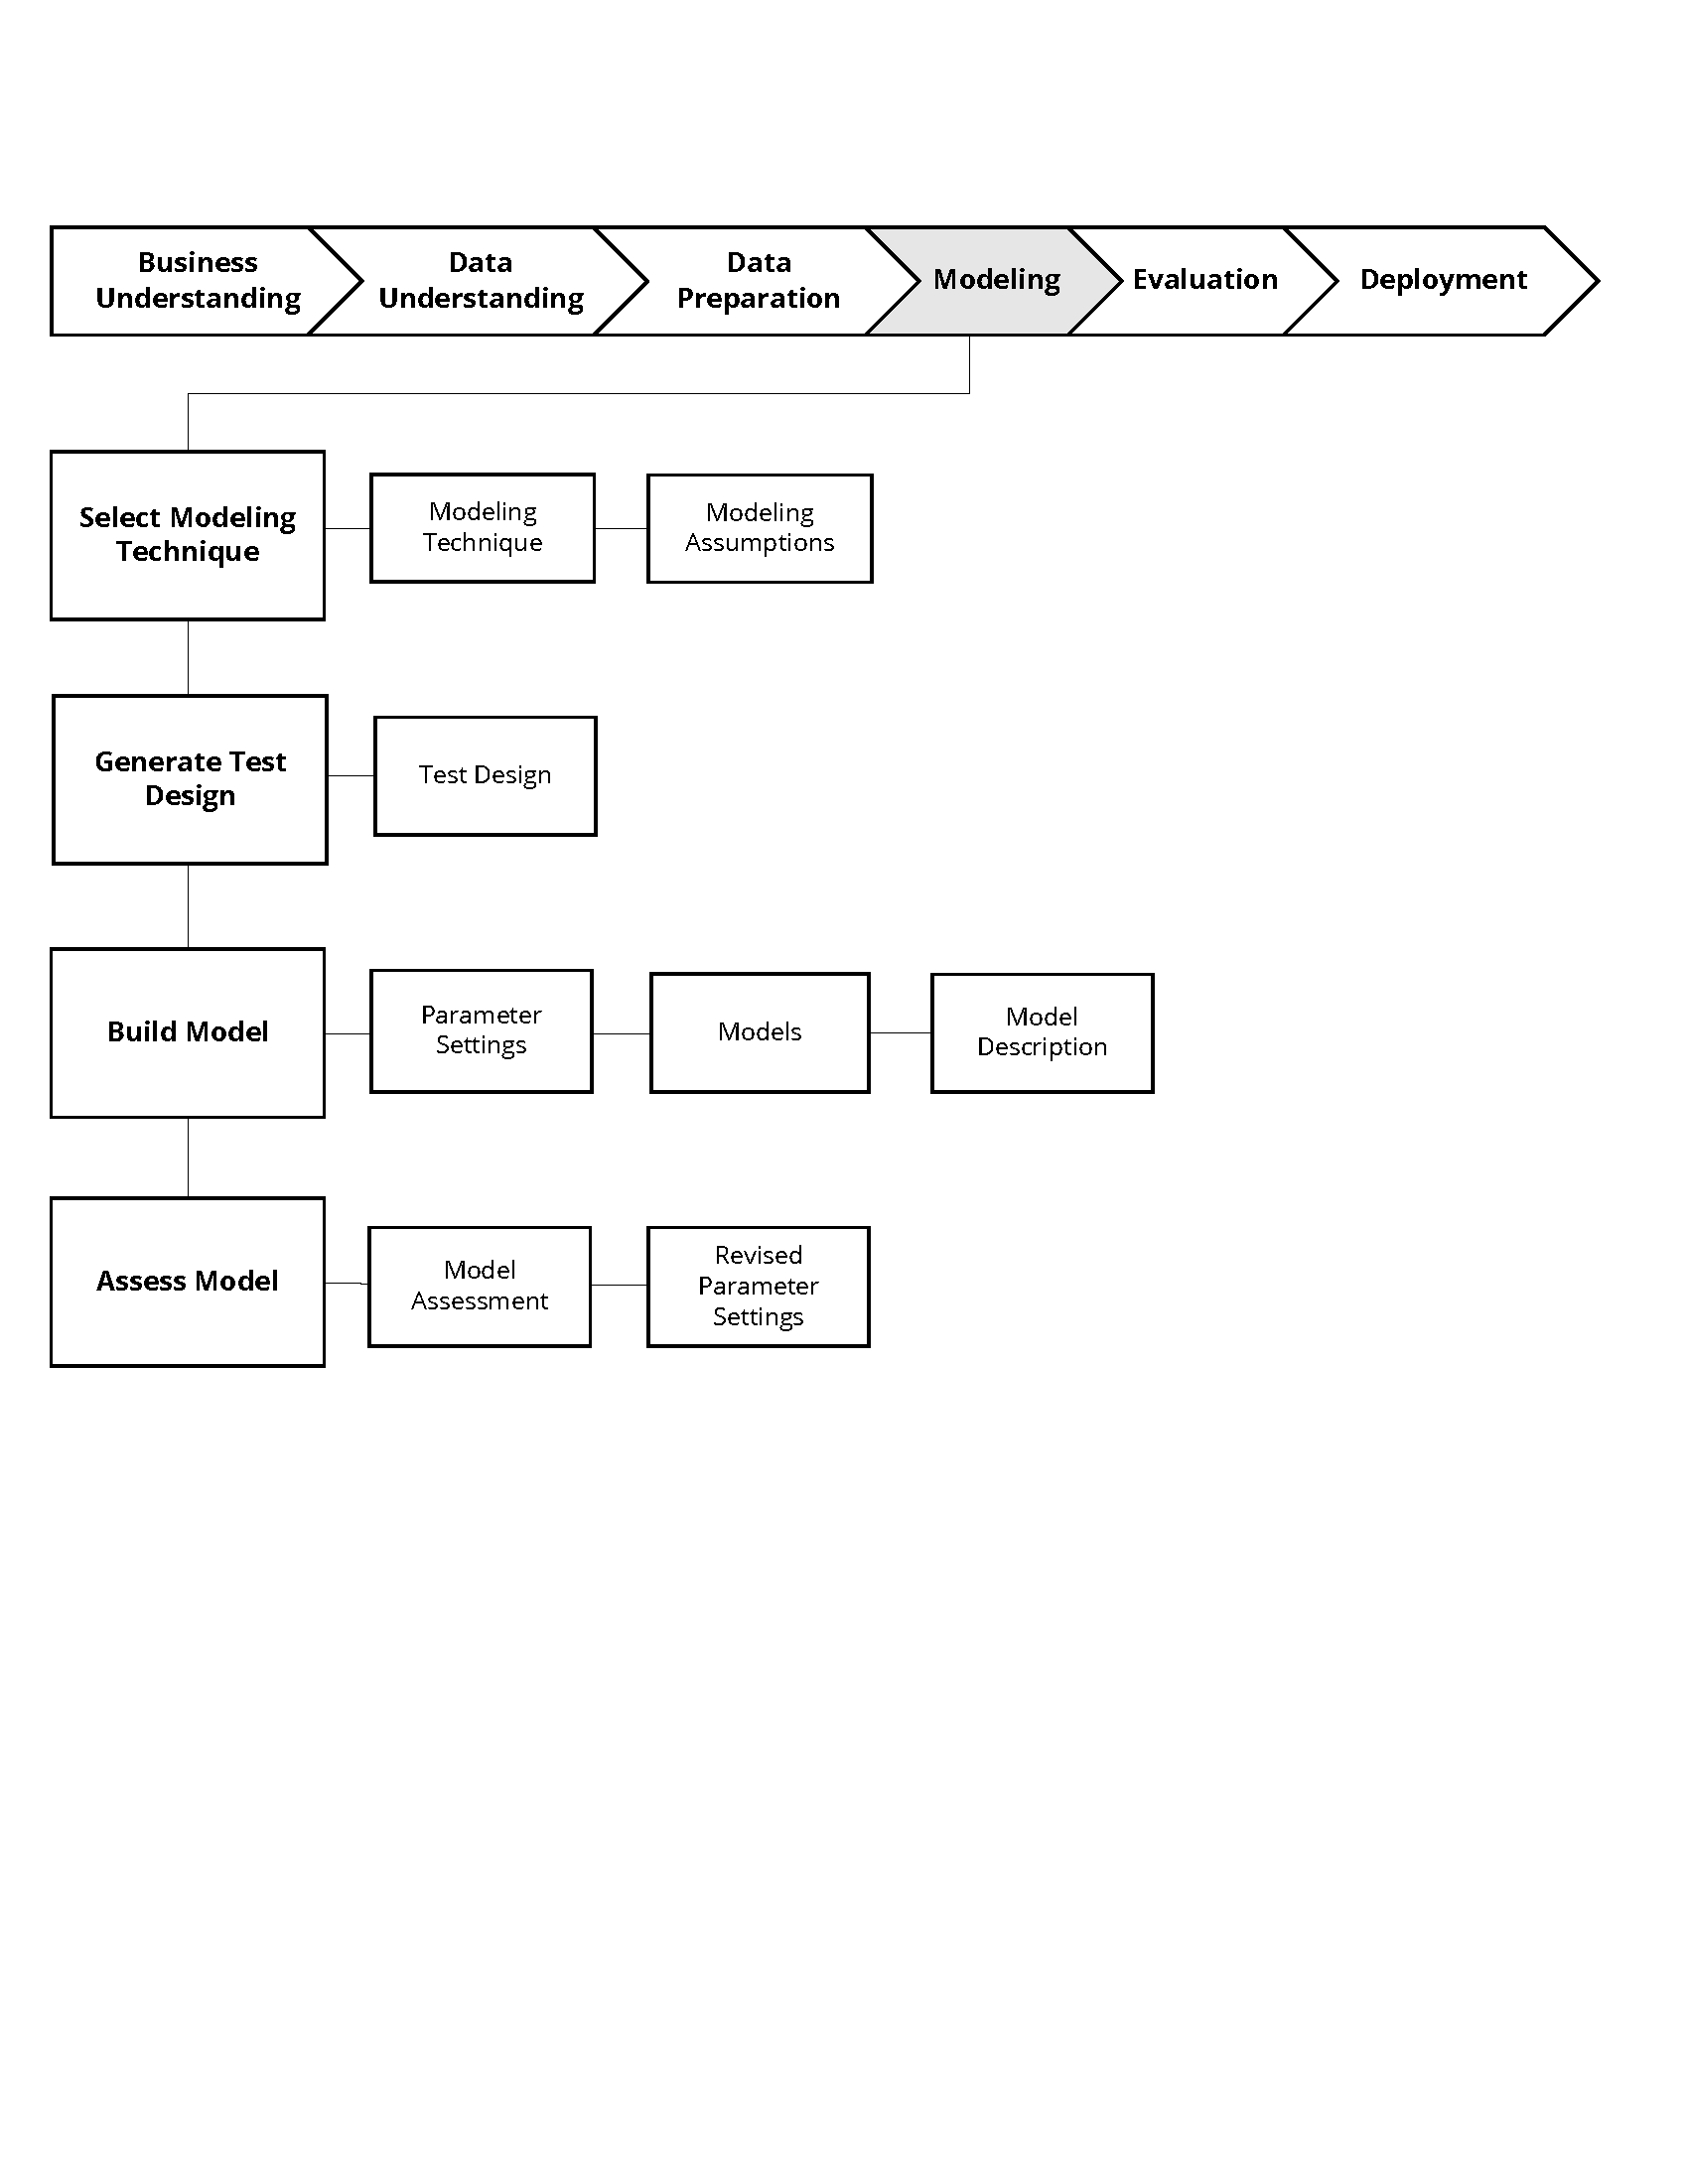 Business
Understanding
Data
Understanding
Data
Preparation
Modeling
Evaluation
Deployment
Select Modeling
Technique
Modeling
Technique
Modeling
Assumptions
Generate Test
Design
Test Design
Build Model
Parameter
Settings
Models
Model
Description
Assess Model
Model
Assessment
Revised
Parameter
Settings